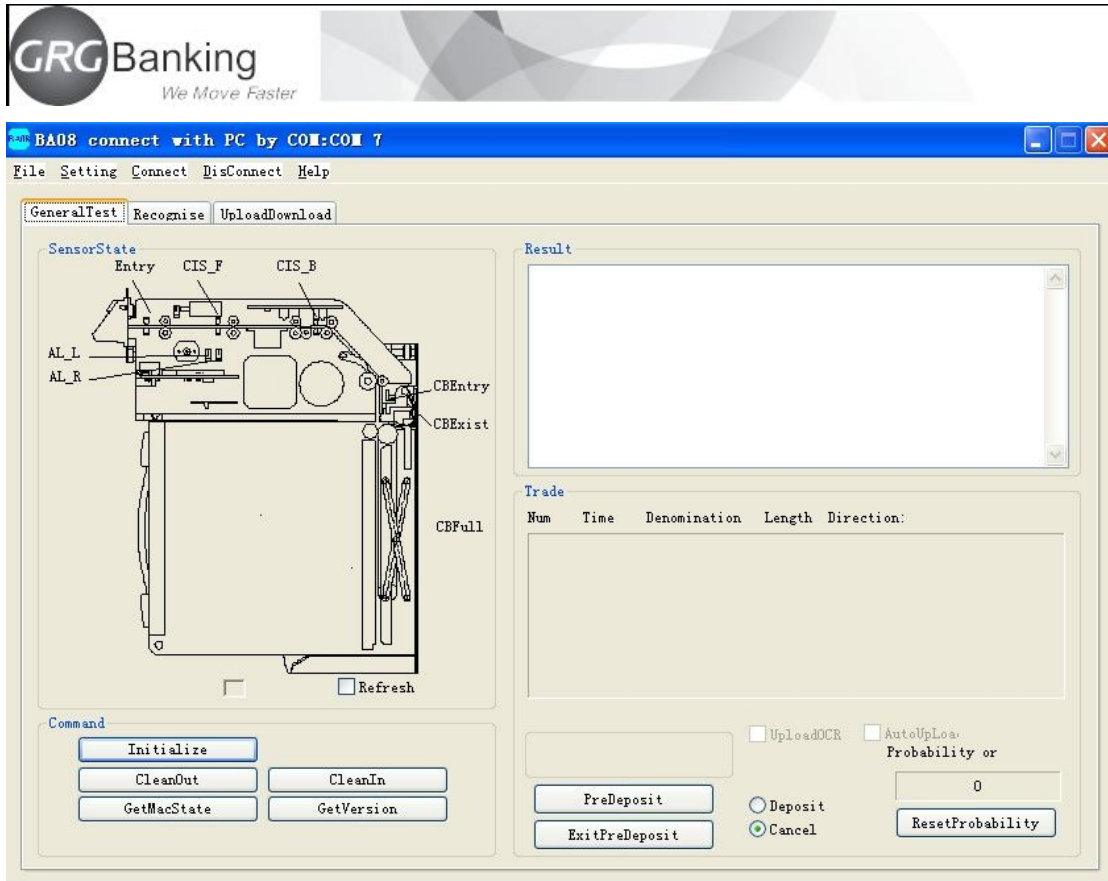 GRG Banking
We Move Faster
BA08 connect with PC by COM:COM 7
File Setting Connect DisConnect Help
GeneralTest Recognise UploadDownload
SensorState
Entry CIS_F CIS_B
AL_L
AL_R
CBEntry
CBExist
CBFull
Refresh
Command
Initialize
CleanOut CleanIn
GetMacState GetVersion
Result
Trade
Num Time Denomination Length Direction:
UploadOCR AutoUpLoa
Probability or
0
PreDeposit
Deposit
ExitPreDeposit
Cancel
ResetProbability